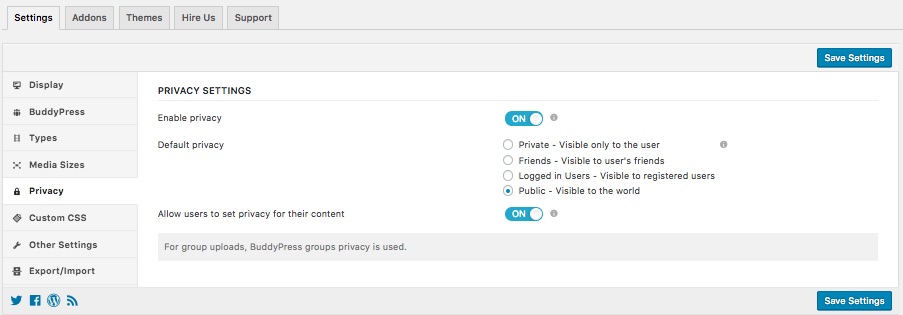 Settings
Addons
Themes
Hire Us
Support
Save Settings
Display
BuddyPress
Types
Media Sizes
Privacy
Custom CSS
Other Settings
Export/Import
PRIVACY SETTINGS
Enable privacy
ON
Default privacy
Private - Visible only to the user
Friends - Visible to user's friends
Logged in Users - Visible to registered users
Public - Visible to the world
Allow users to set privacy for their content
ON
For group uploads, BuddyPress groups privacy is used.
Save Settings